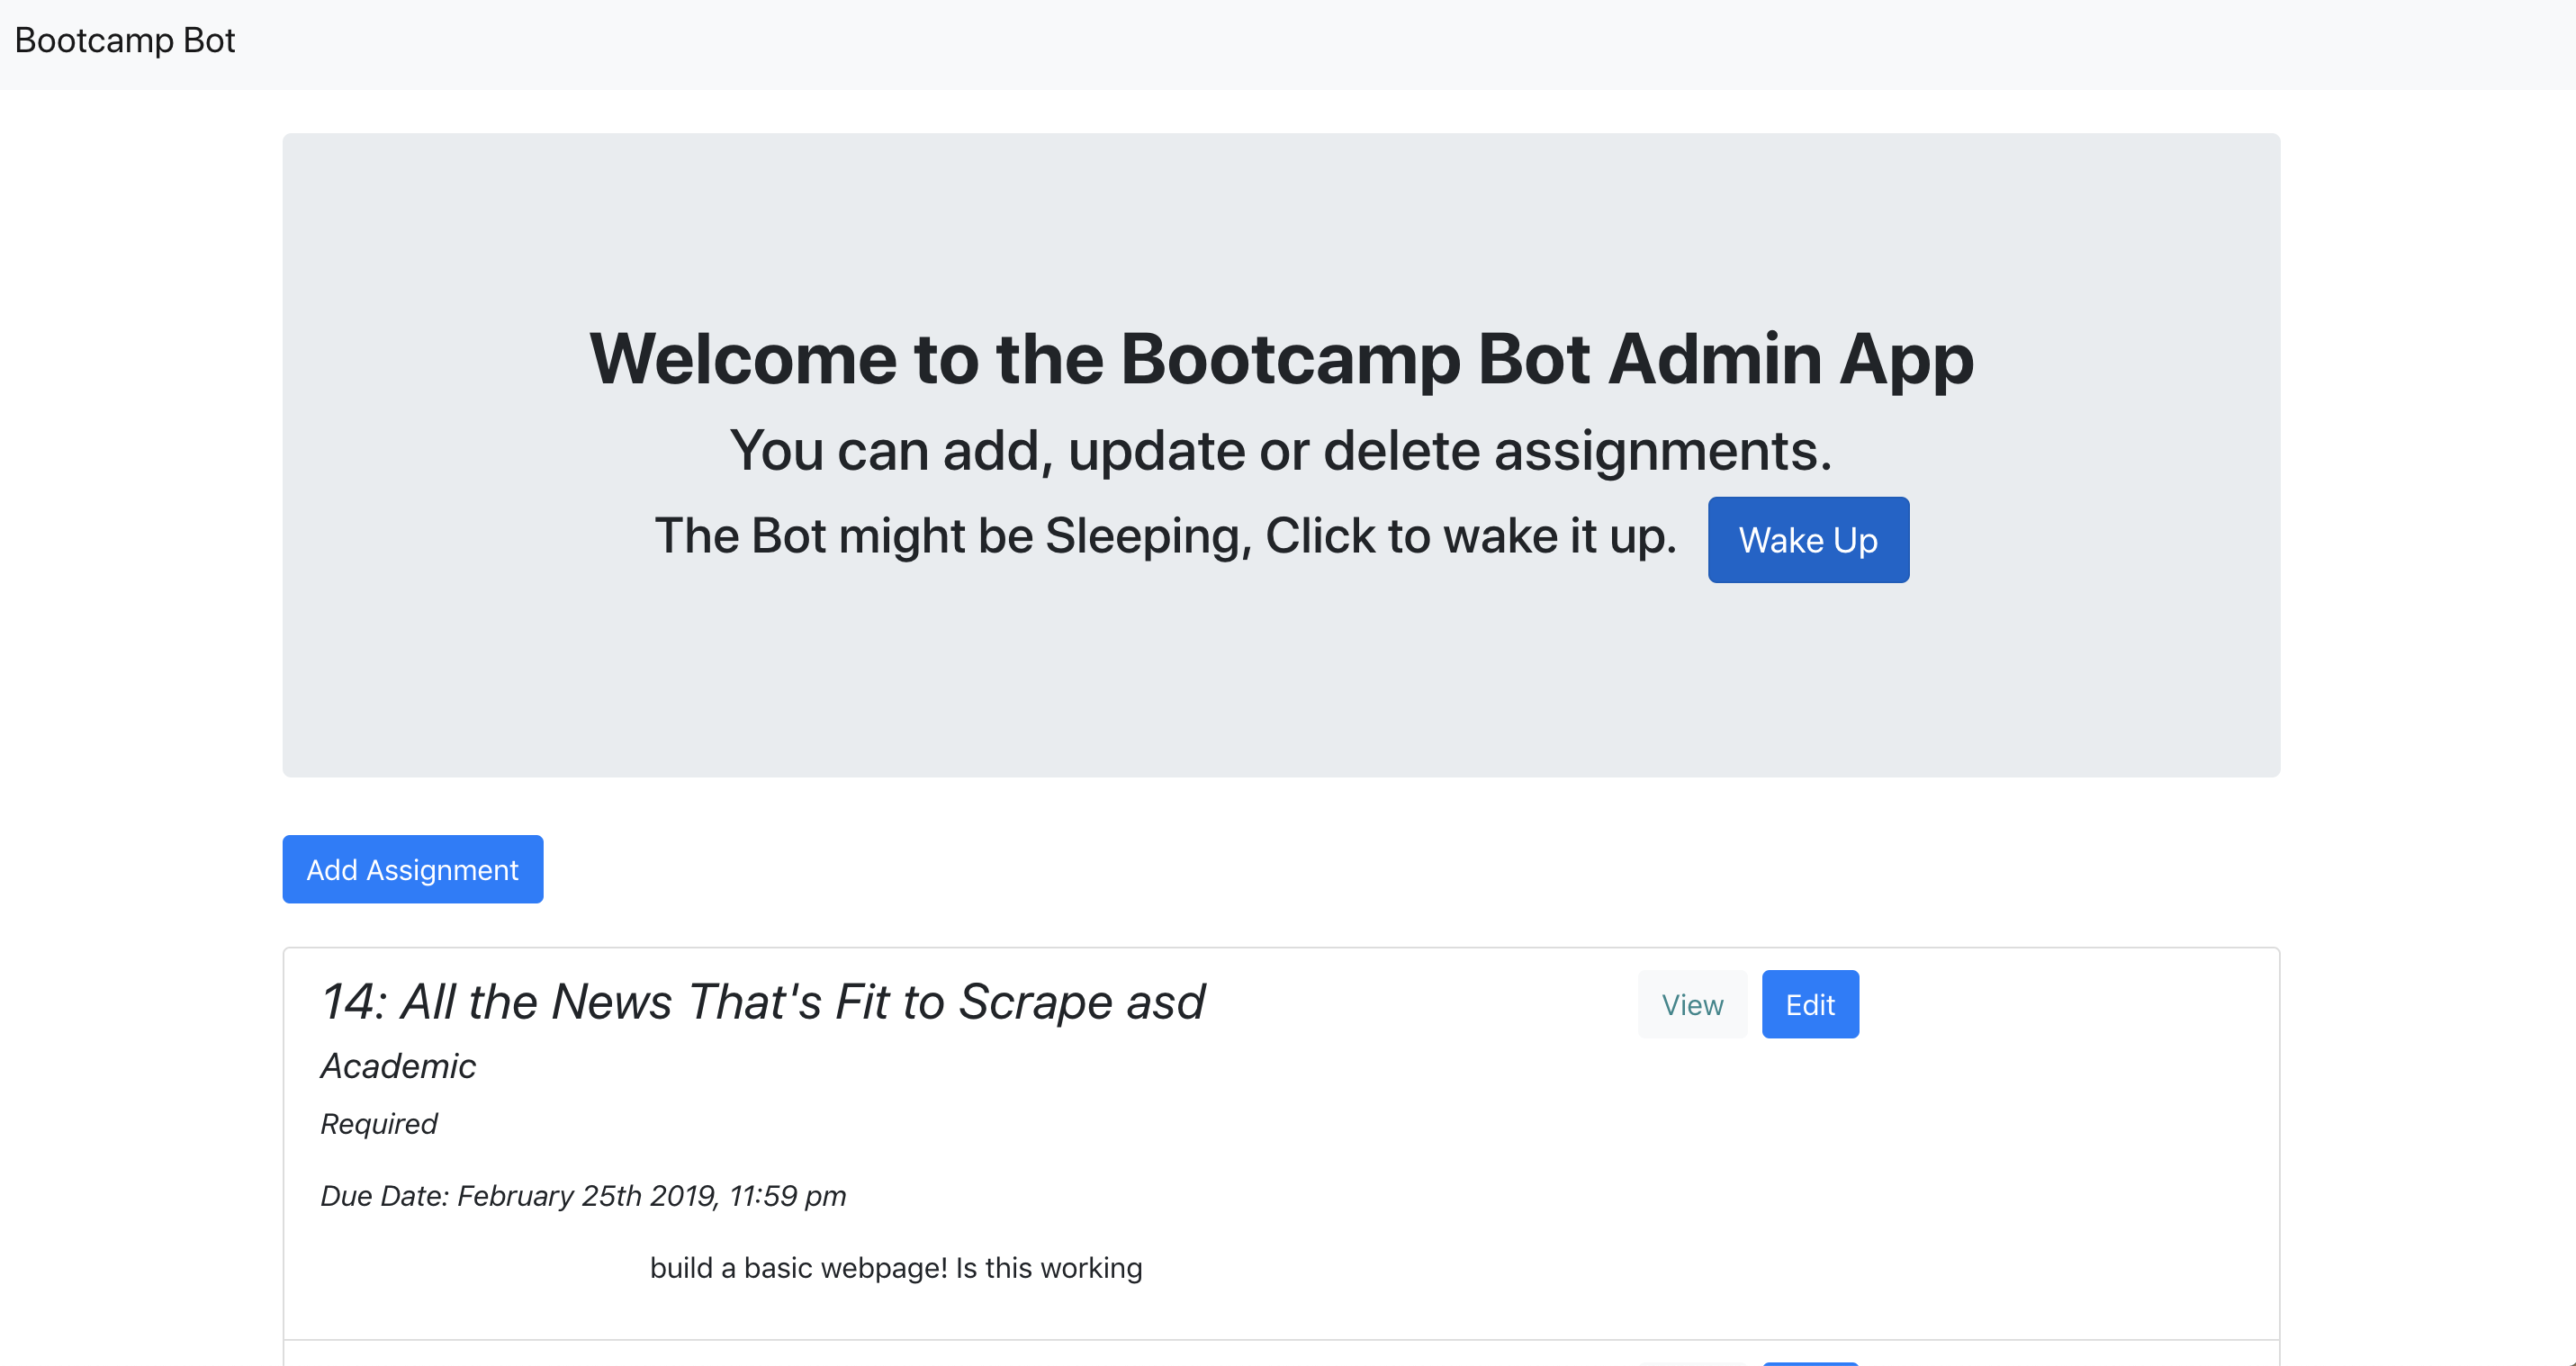 Bootcamp Bot
Welcome to the Bootcamp Bot Admin App
You can add, update or delete assignments.
The Bot might be Sleeping, Click to wake it up. Wake Up
Add Assignment
14: All the News That's Fit to Scrape asd View Edit
Academic
Required
Due Date: February 25th 2019, 11:59 pm
build a basic webpage! Is this working